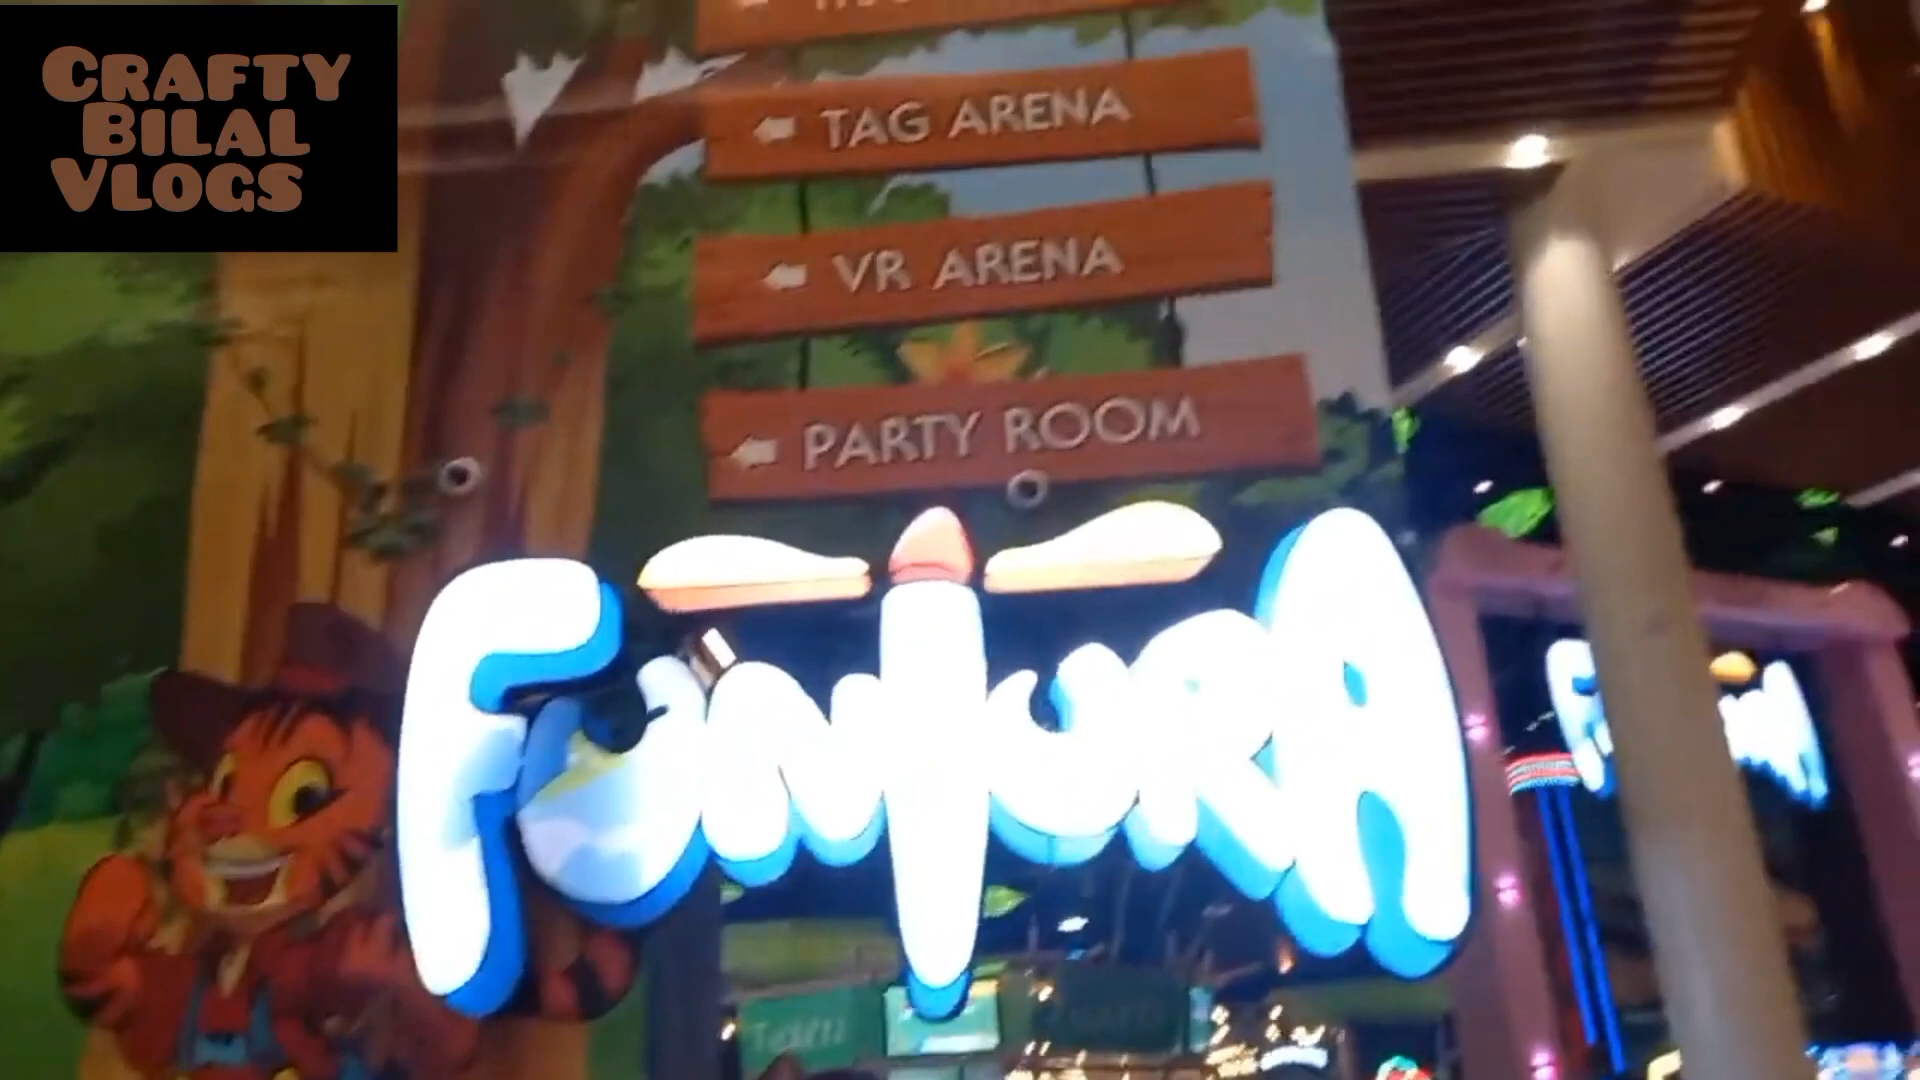 CRAFTY
BILAL
VLOGS
TAG ARENA
VR ARENA
PARTY ROOM
FUNTURA